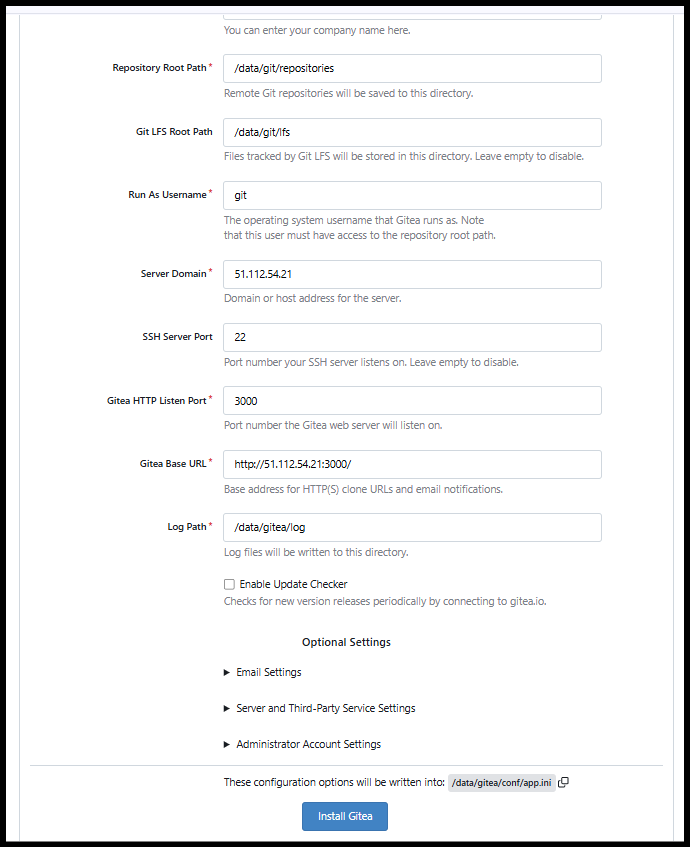 You can enter your company name here.
Repository Root Path*
/data/git/repositories
Remote Git repositories will be saved to this directory.
Git LFS Root Path
/data/git/lfs
Files tracked by Git LFS will be stored in this directory. Leave empty to disable.
Run As Username*
git
The operating system username that Gitea runs as. Note
that this user must have access to the repository root path.
Server Domain*
51.112.54.21
Domain or host address for the server.
SSH Server Port
22
Port number your SSH server listens on. Leave empty to disable.
Gitea HTTP Listen Port*
3000
Port number the Gitea web server will listen on.
Gitea Base URL*
http://51.112.54.21:3000/
Base address for HTTP(S) clone URLs and email notifications.
Log Path*
/data/gitea/log
Log files will be written to this directory.
Enable Update Checker
Checks for new version releases periodically by connecting to gitea.io.
Optional Settings
Email Settings
Server and Third-Party Service Settings
Administrator Account Settings
These configuration options will be written into: /data/gitea/conf/app.ini
Install Gitea